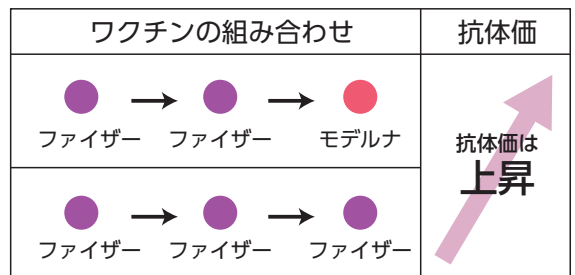 ワクチンの組み合わせ 抗体価
ファイザー ファイザー モデルナ
抗体価は
上昇
ファイザー ファイザー ファイザー